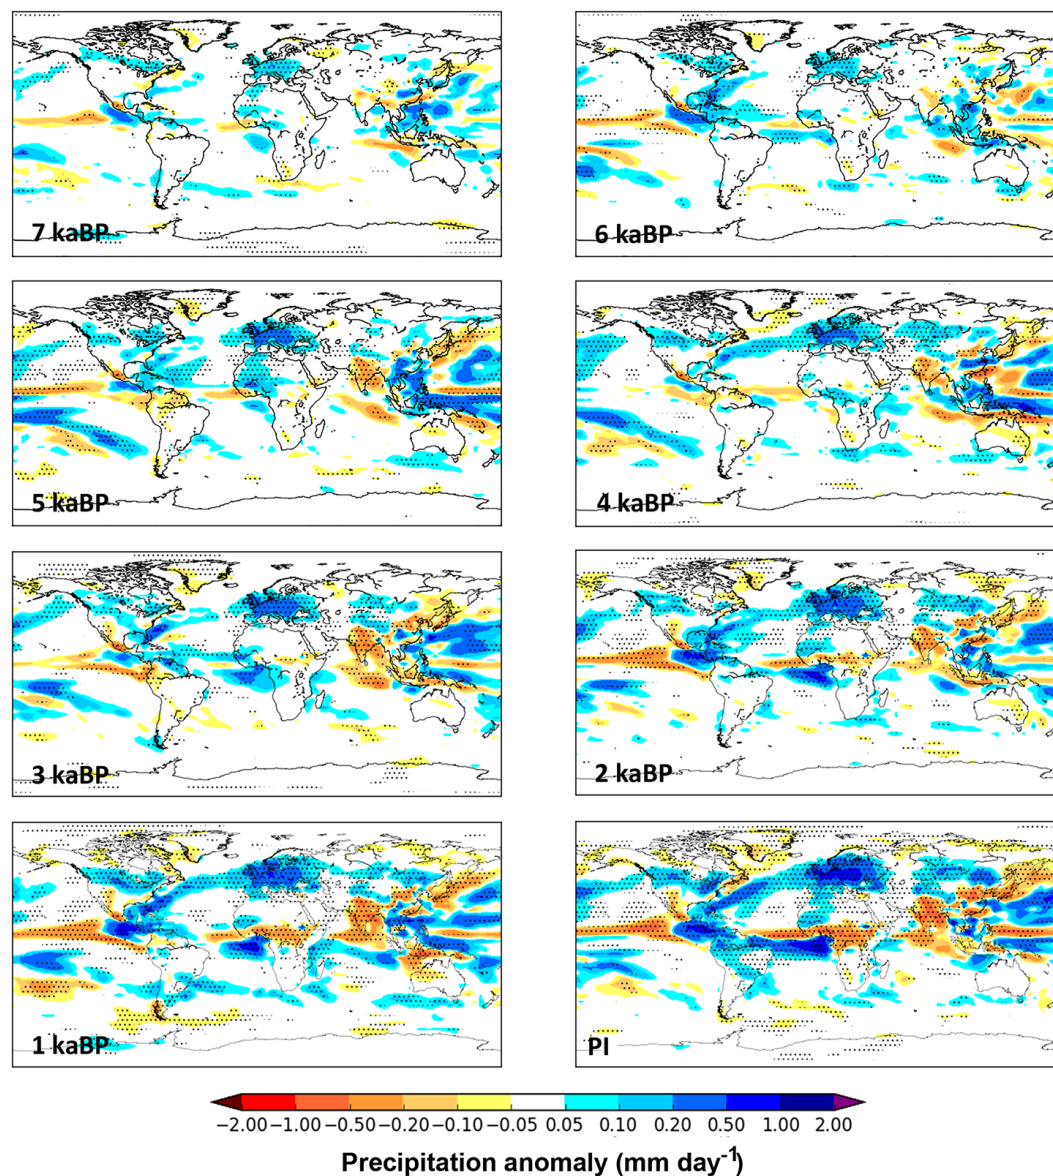 7 kaBP
6 kaBP
5 kaBP
4 kaBP
3 kaBP
2 kaBP
1 kaBP
PI
−2.00 −1.00 −0.50 −0.20 −0.10 −0.05 0.05 0.10 0.20 0.50 1.00 2.00
Precipitation anomaly (mm day⁻¹)